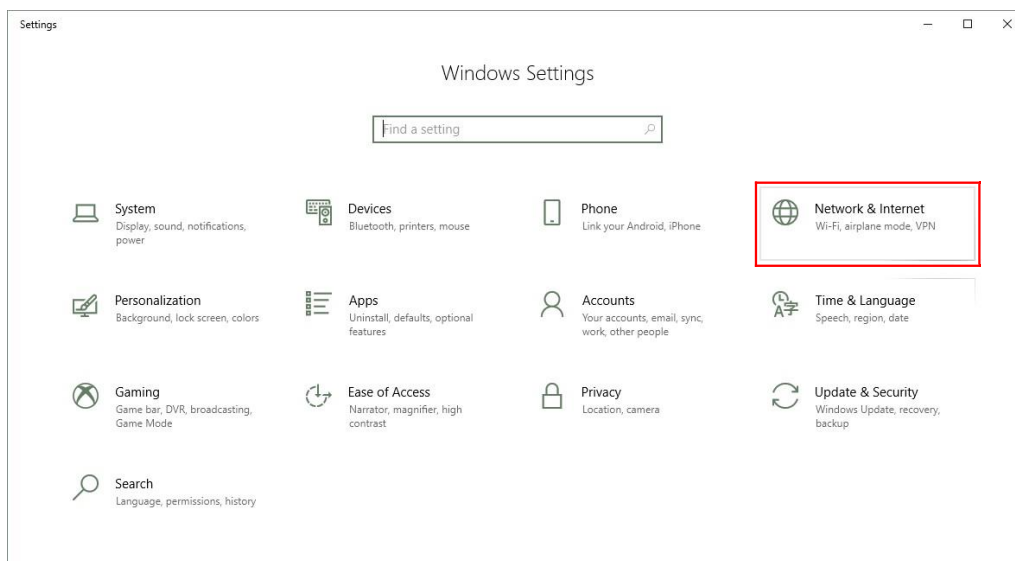 Settings
Windows Settings
Find a setting
System
Display, sound, notifications,
power
Devices
Bluetooth, printers, mouse
Phone
Link your Android, iPhone
Network & Internet
Wi-Fi, airplane mode, VPN
Personalization
Background, lock screen, colors
Apps
Uninstall, defaults, optional
features
Accounts
Your accounts, email, sync,
work, other people
Time & Language
Speech, region, date
Gaming
Game bar, DVR, broadcasting,
Game Mode
Ease of Access
Narrator, magnifier, high
contrast
Privacy
Location, camera
Update & Security
Windows Update, recovery,
backup
Search
Language, permissions, history